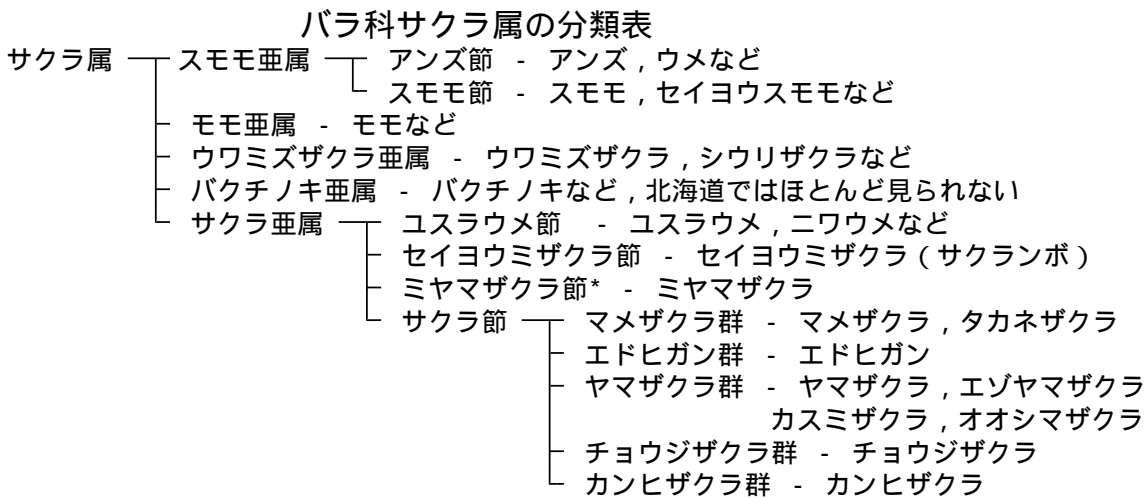 バラ科サクラ属の分類表
サクラ属 スモモ亜属 アンズ節 - アンズ,ウメなど
スモモ節 - スモモ,セイヨウスモモなど
モモ亜属 - モモなど
ウワミズザクラ亜属 - ウワミズザクラ,シウリザクラなど
バクチノキ亜属 - バクチノキなど,北海道ではほとんど見られない
サクラ亜属 ユスラウメ節 - ユスラウメ,ニワウメなど
セイヨウミザクラ節 - セイヨウミザクラ(サクランボ)
ミヤマザクラ節* - ミヤマザクラ
サクラ節 マメザクラ群 - マメザクラ,タカネザクラ
エドヒガン群 - エドヒガン
ヤマザクラ群 - ヤマザクラ,エゾヤマザクラ
カスミザクラ,オオシマザクラ
チョウジザクラ群 - チョウジザクラ
カンヒザクラ群 - カンヒザクラ